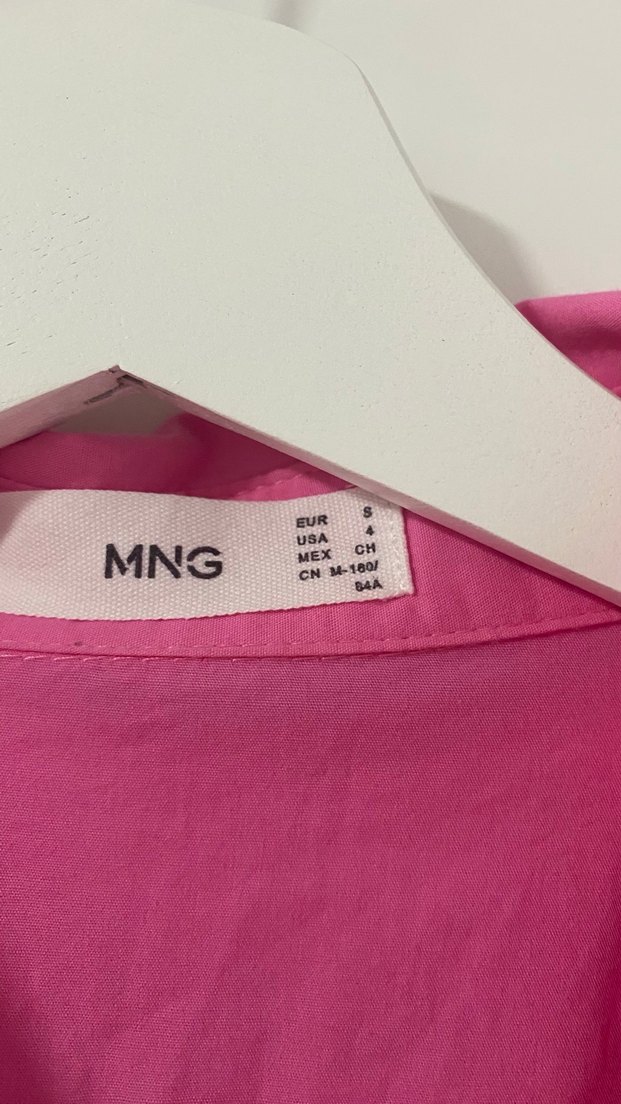 MNG
EUR S
USA 4
MEX CH
CN M-160/
84A